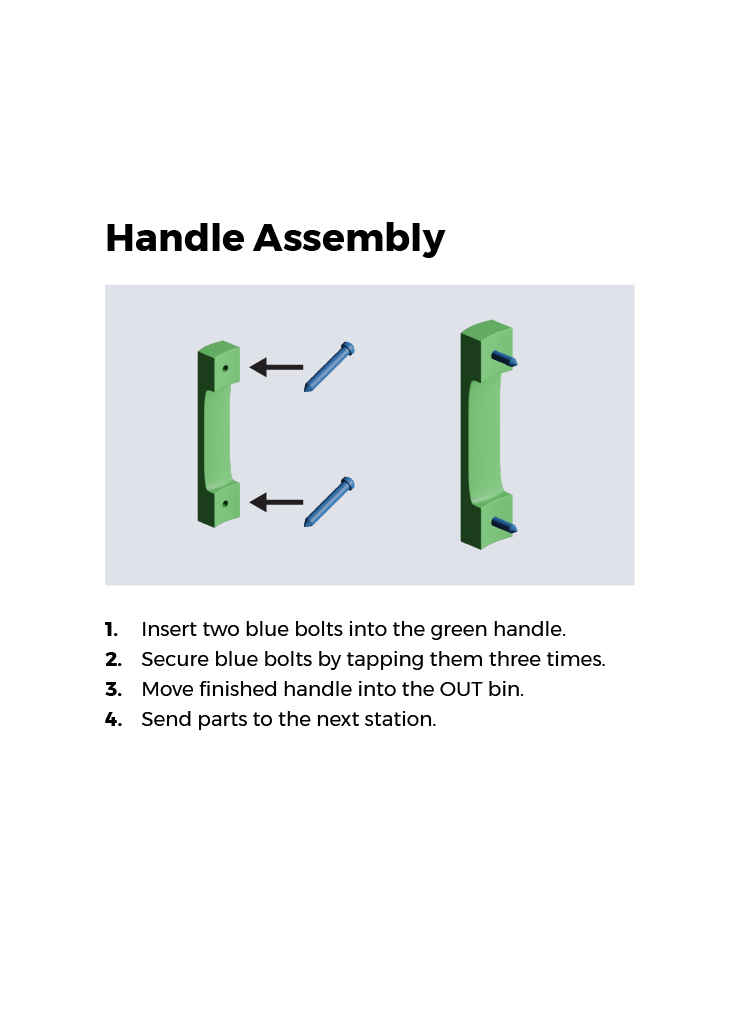 Handle Assembly
1. Insert two blue bolts into the green handle.
2. Secure blue bolts by tapping them three times.
3. Move finished handle into the OUT bin.
4. Send parts to the next station.